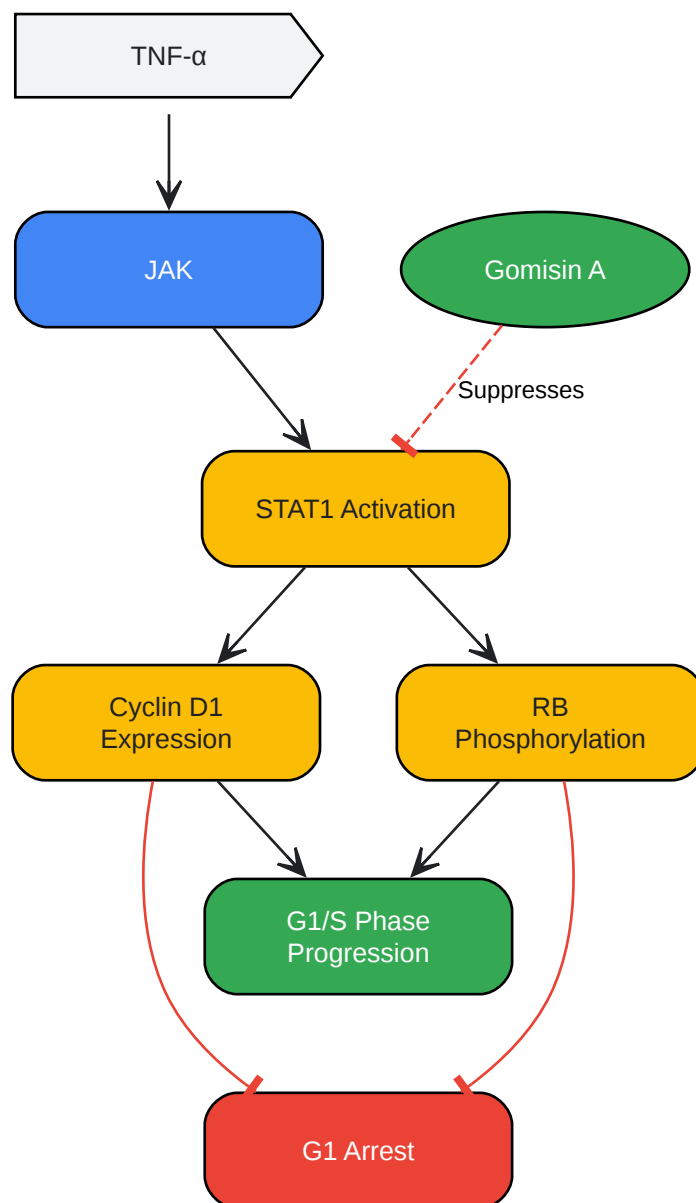 TNF-α
JAK
Gomisin A
Suppresses
STAT1 Activation
Cyclin D1
Expression
RB
Phosphorylation
G1/S Phase
Progression
G1 Arrest